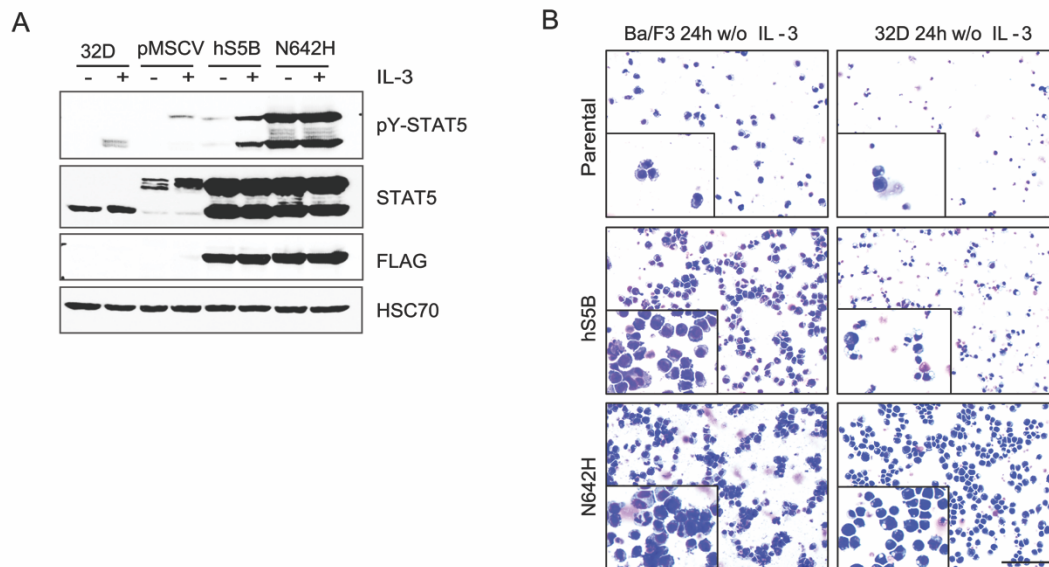 A
32D pMSCV hS5B N642H
- + - + - + - + IL-3
pY-STAT5
STAT5
FLAG
HSC70
B
Ba/F3 24h w/o IL -3 32D 24h w/o IL -3
Parental
hS5B
N642H